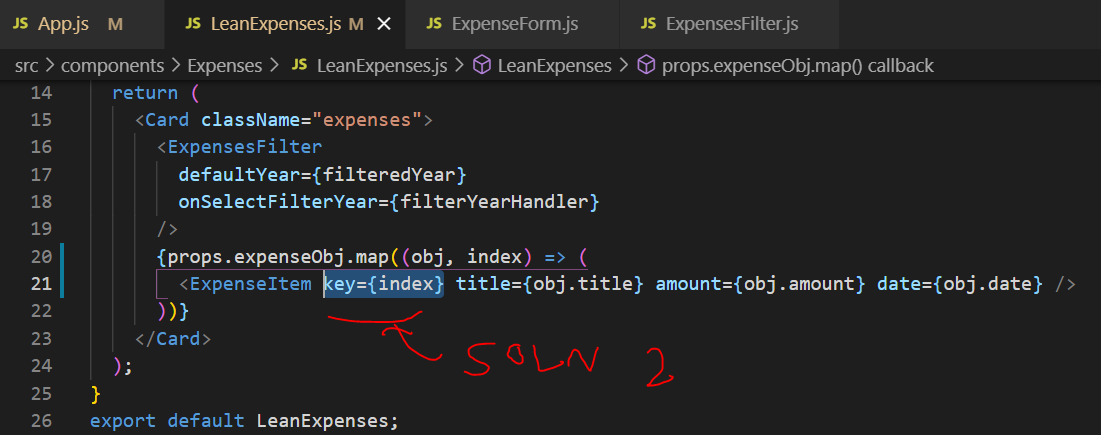 JS App.js M JS LeanExpenses.js M JS ExpenseForm.js JS ExpensesFilter.js
src > components > Expenses > JS LeanExpenses.js > LeanExpenses > props.expenseObj.map() callback
14 return (
15 <Card className="expenses">
16 <ExpensesFilter
17 defaultYear={filteredYear}
18 onSelectFilterYear={filterYearHandler}
19 />
20 {props.expenseObj.map((obj, index) => (
21 <ExpenseItem key={index} title={obj.title} amount={obj.amount} date={obj.date} />
22 ))}
23 </Card>
SOLN 2
24 );
25 }
26 export default LeanExpenses;